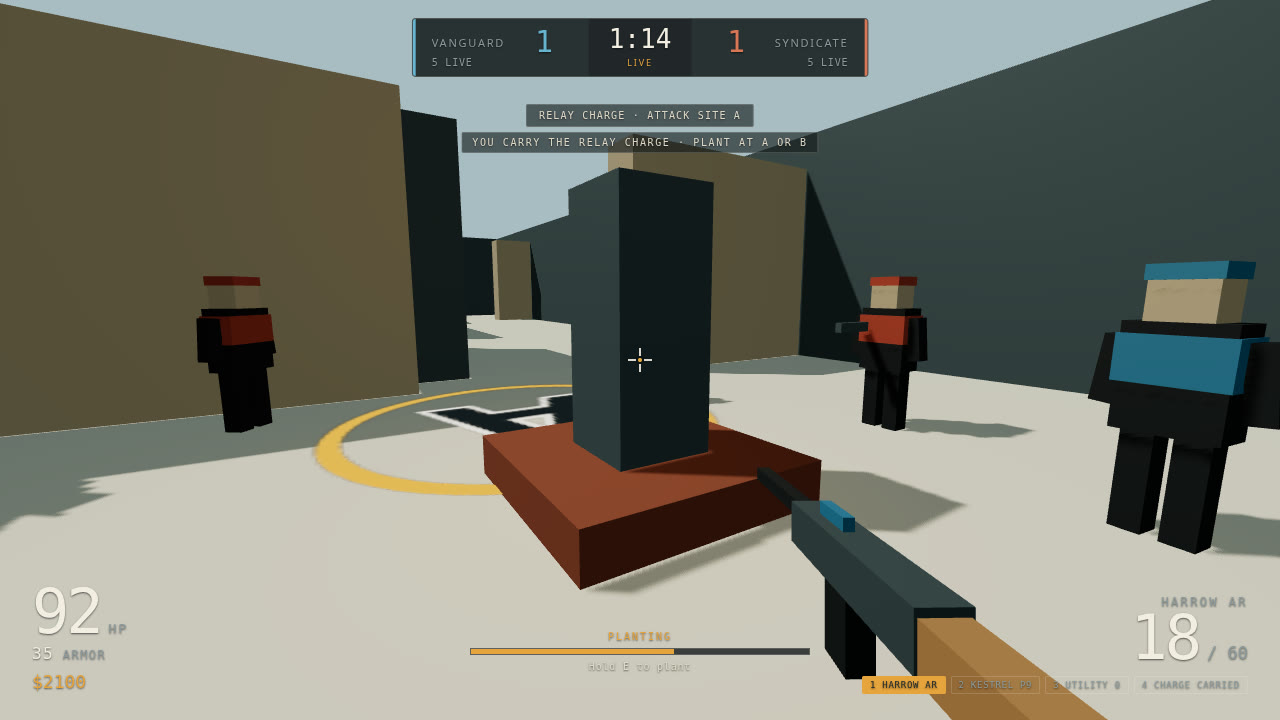 VANGUARD 1 1:14 1 SYNDICATE
5 LIVE LIVE 5 LIVE
RELAY CHARGE · ATTACK SITE A
YOU CARRY THE RELAY CHARGE · PLANT AT A OR B
A
92 HP
35 ARMOR
$2100
PLANTING
Hold E to plant
HARROW AR
18 / 60
1 HARROW AR 2 KESTREL P9 3 UTILITY 0 4 CHARGE CARRIED